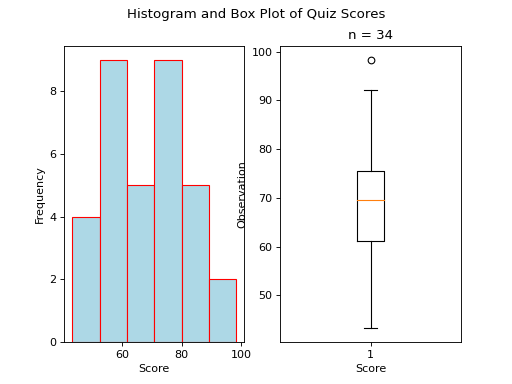 Histogram and Box Plot of Quiz Scores
n = 34
Frequency
0
2
4
6
8
60
80
100
Score
Observation
50
60
70
80
90
100
1
Score